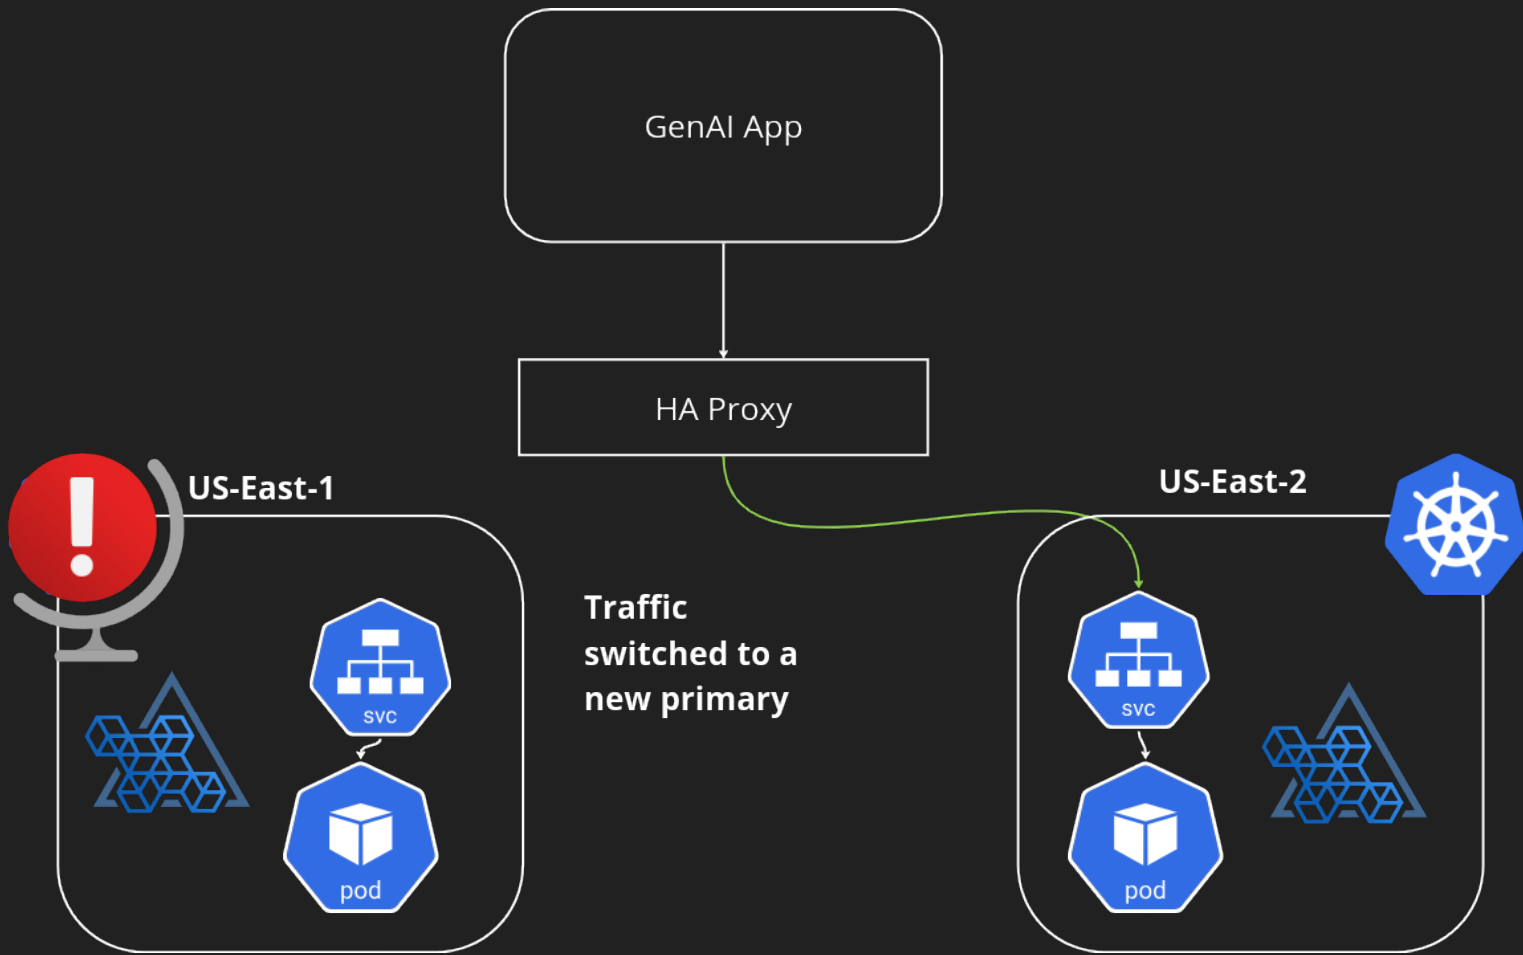 GenAI App
HA Proxy
US-East-1
US-East-2
Traffic
switched to a
new primary
svc
svc
pod
pod